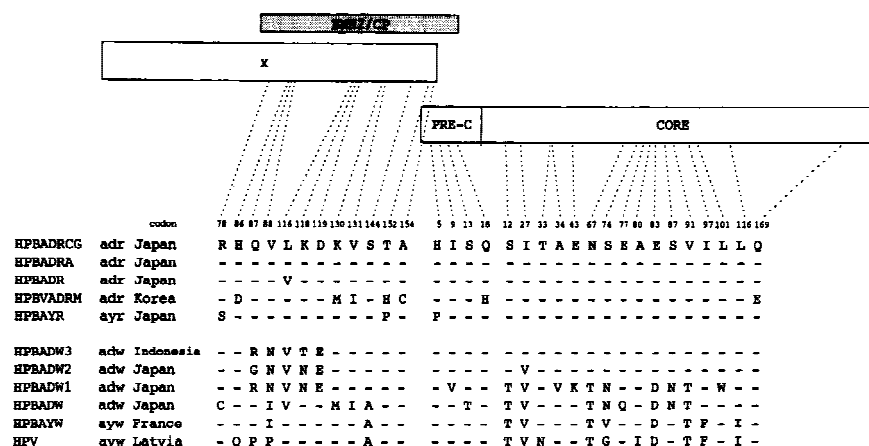 X
PRE-C CORE
codon 78 86 87 88 116 118 119 130 131 144 152 154 5 9 13 16 12 27 33 34 43 67 74 77 80 83 87 91 97 101 116 169
HPBADRCG adr Japan R H Q V L K D K V S T A H I S Q S I T A E N S E A E S V I L L Q
HPBADRA adr Japan - - - - - - - - - - - - - - - - - - - - - - - - - - - - - - - -
HPBADR adr Japan - - - - V - - - - - - - - - - - - - - - - - - - - - - - - - - -
HPBVADRM adr Korea - D - - - - - M I - H C - - - H - - - - - - - - - - - - - - - E
HPBAYR ayr Japan S - - - - - - - - - P - P - - - - - - - - - - - - - - - - - - -
HPBADW3 adw Indonesia - - R N V T E - - - - - - - - - - - - - - - - - - - - - - - - -
HPBADW2 adw Japan - - G N V N E - - - - - - - - - - V - - - - - - - - - - - - - -
HPBADW1 adw Japan - - R N V N E - - - - - - V - - T V - V K T N - - D N T - W - -
HPBADW adw Japan C - - I V - - M I A - - - - T - T V - - - T N Q - D N T - - - -
HPBAYW ayw France - - - I - - - - - A - - - - - - T V - - - T N - - D - T F - I -
HPV ayw Latvia - Q P P - - - - - A - - - - - - T V N - - T G - I D - T F - I -